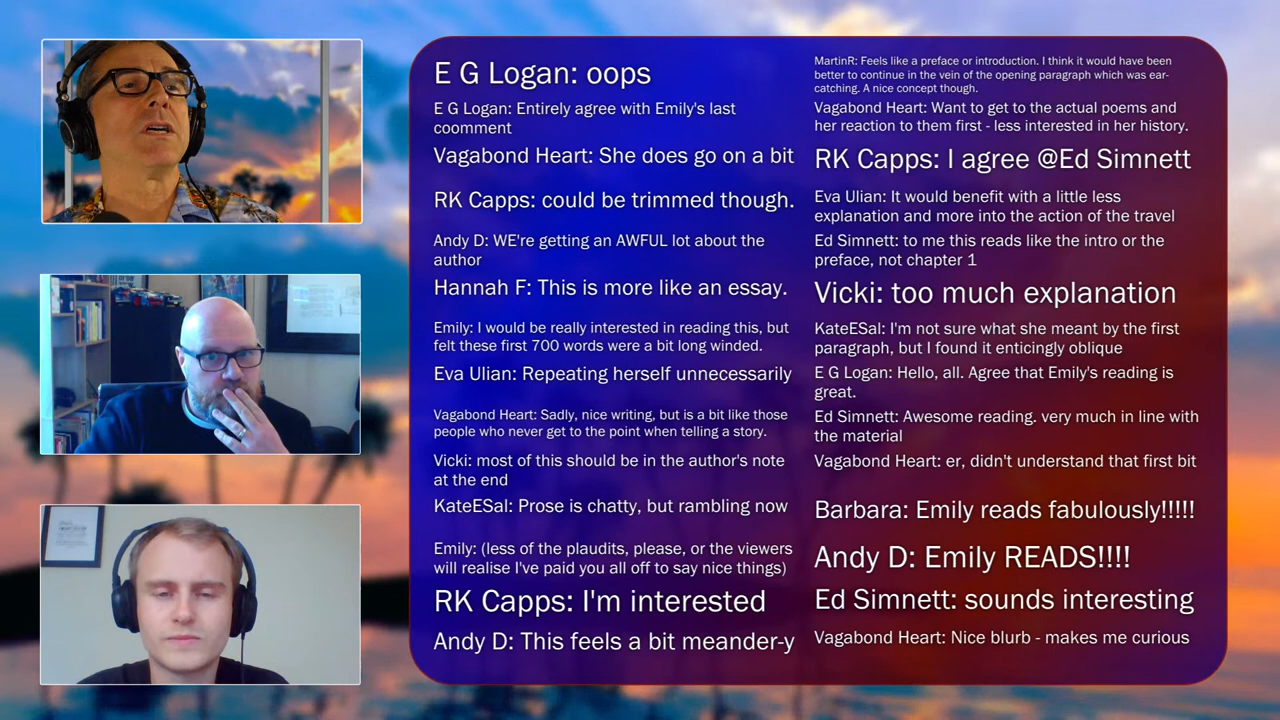 E G Logan: oops
E G Logan: Entirely agree with Emily's last
coomment
Vagabond Heart: She does go on a bit
RK Capps: could be trimmed though.
Andy D: WE're getting an AWFUL lot about the
author
Hannah F: This is more like an essay.
Emily: I would be really interested in reading this, but
felt these first 700 words were a bit long winded.
Eva Ulian: Repeating herself unnecessarily
Vagabond Heart: Sadly, nice writing, but is a bit like those
people who never get to the point when telling a story.
Vicki: most of this should be in the author's note
at the end
KateESal: Prose is chatty, but rambling now
Emily: (less of the plaudits, please, or the viewers
will realise I've paid you all off to say nice things)
RK Capps: I'm interested
Andy D: This feels a bit meander-y
MartinR: Feels like a preface or introduction. I think it would have been
better to continue in the vein of the opening paragraph which was ear-
catching. A nice concept though.
Vagabond Heart: Want to get to the actual poems and
her reaction to them first - less interested in her history.
RK Capps: I agree @Ed Simnett
Eva Ulian: It would benefit with a little less
explanation and more into the action of the travel
Ed Simnett: to me this reads like the intro or the
preface, not chapter 1
Vicki: too much explanation
KateESal: I'm not sure what she meant by the first
paragraph, but I found it enticingly oblique
E G Logan: Hello, all. Agree that Emily's reading is
great.
Ed Simnett: Awesome reading. very much in line with
the material
Vagabond Heart: er, didn't understand that first bit
Barbara: Emily reads fabulously!!!!!
Andy D: Emily READS!!!!
Ed Simnett: sounds interesting
Vagabond Heart: Nice blurb - makes me curious